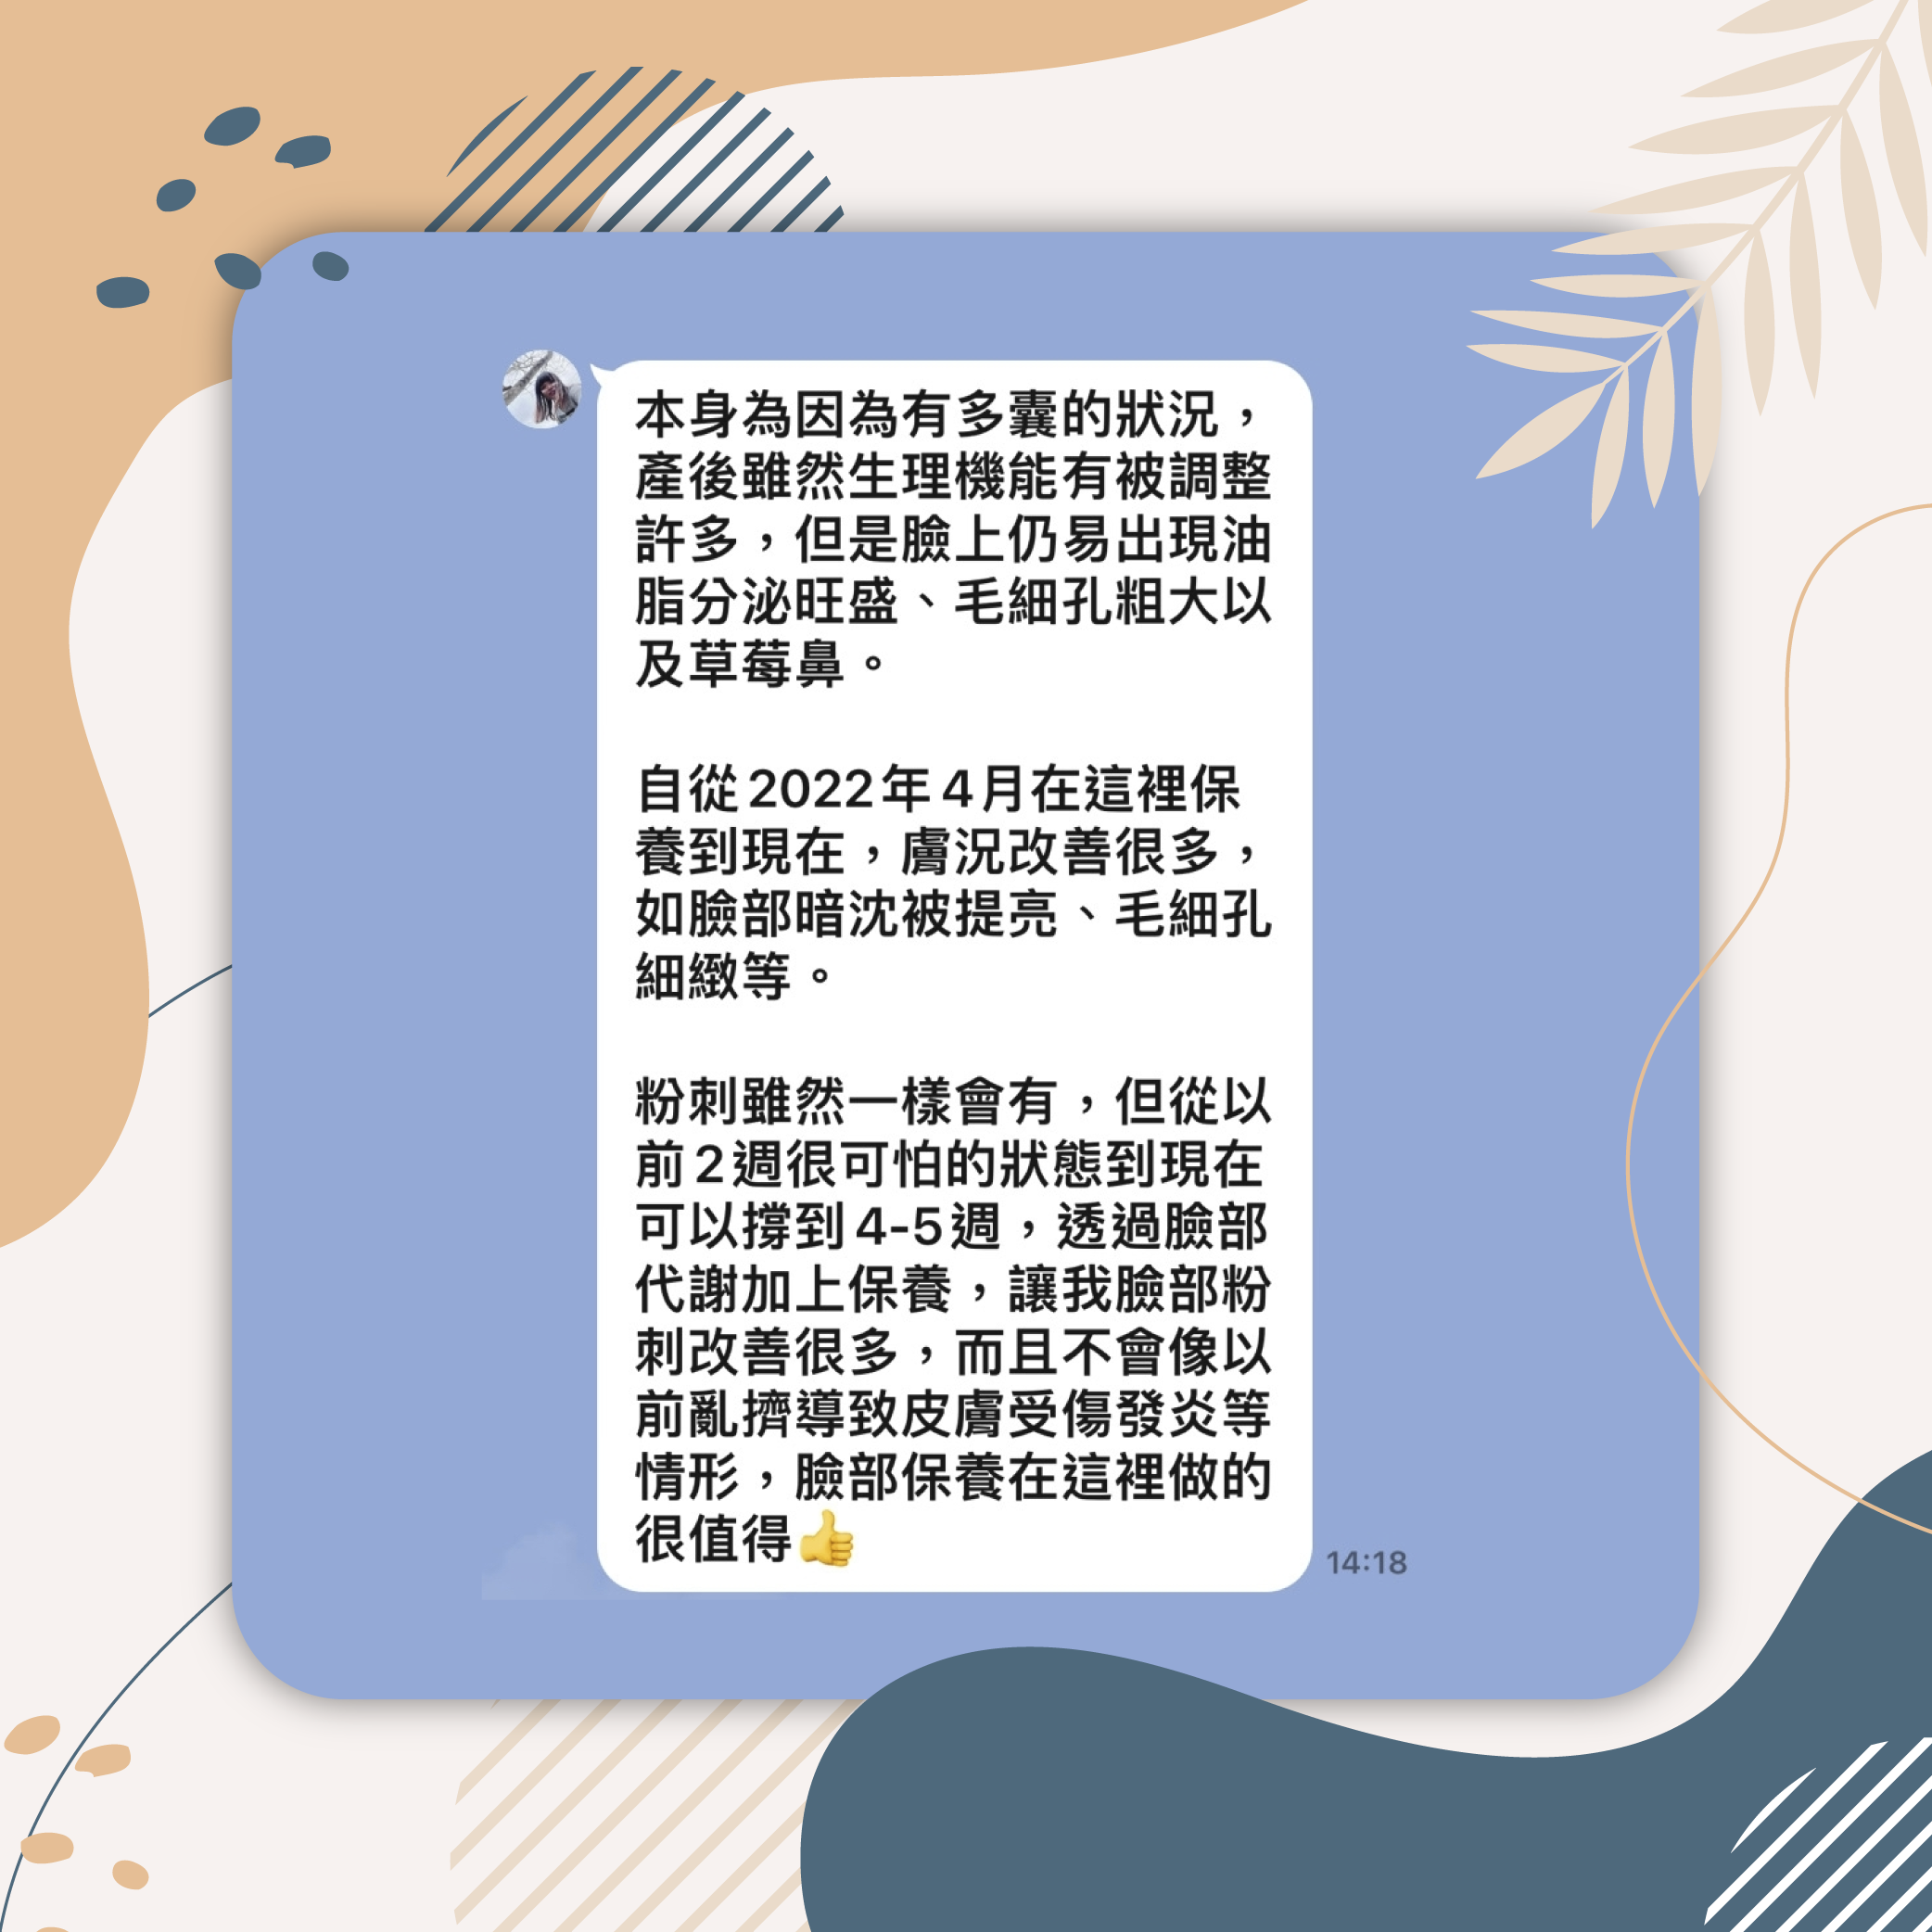 本身為因為有多囊的狀況，
產後雖然生理機能有被調整
許多，但是臉上仍易出現油
脂分泌旺盛、毛細孔粗大以
及草莓鼻。
自從2022年4月在這裡保
養到現在，膚況改善很多，
如臉部暗沈被提亮、毛細孔
細緻等。
粉刺雖然一樣會有，但從以
前2週很可怕的狀態到現在
可以撐到4-5週，透過臉部
代謝加上保養，讓我臉部粉
刺改善很多，而且不會像以
前亂擠導致皮膚受傷發炎等
情形，臉部保養在這裡做的
很值得👍
14:18